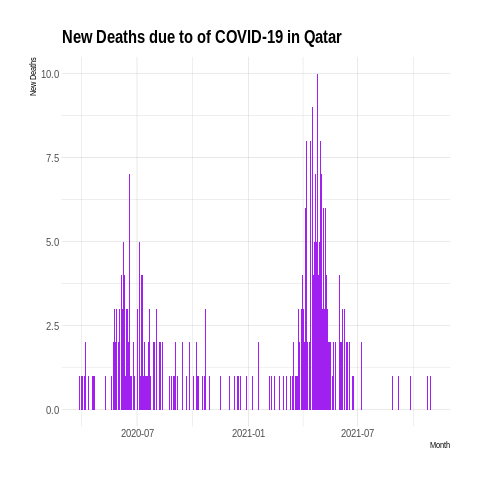 New Deaths due to of COVID-19 in Qatar
New Deaths
10.0
7.5
5.0
2.5
0.0
2020-07
2021-01
2021-07
Month